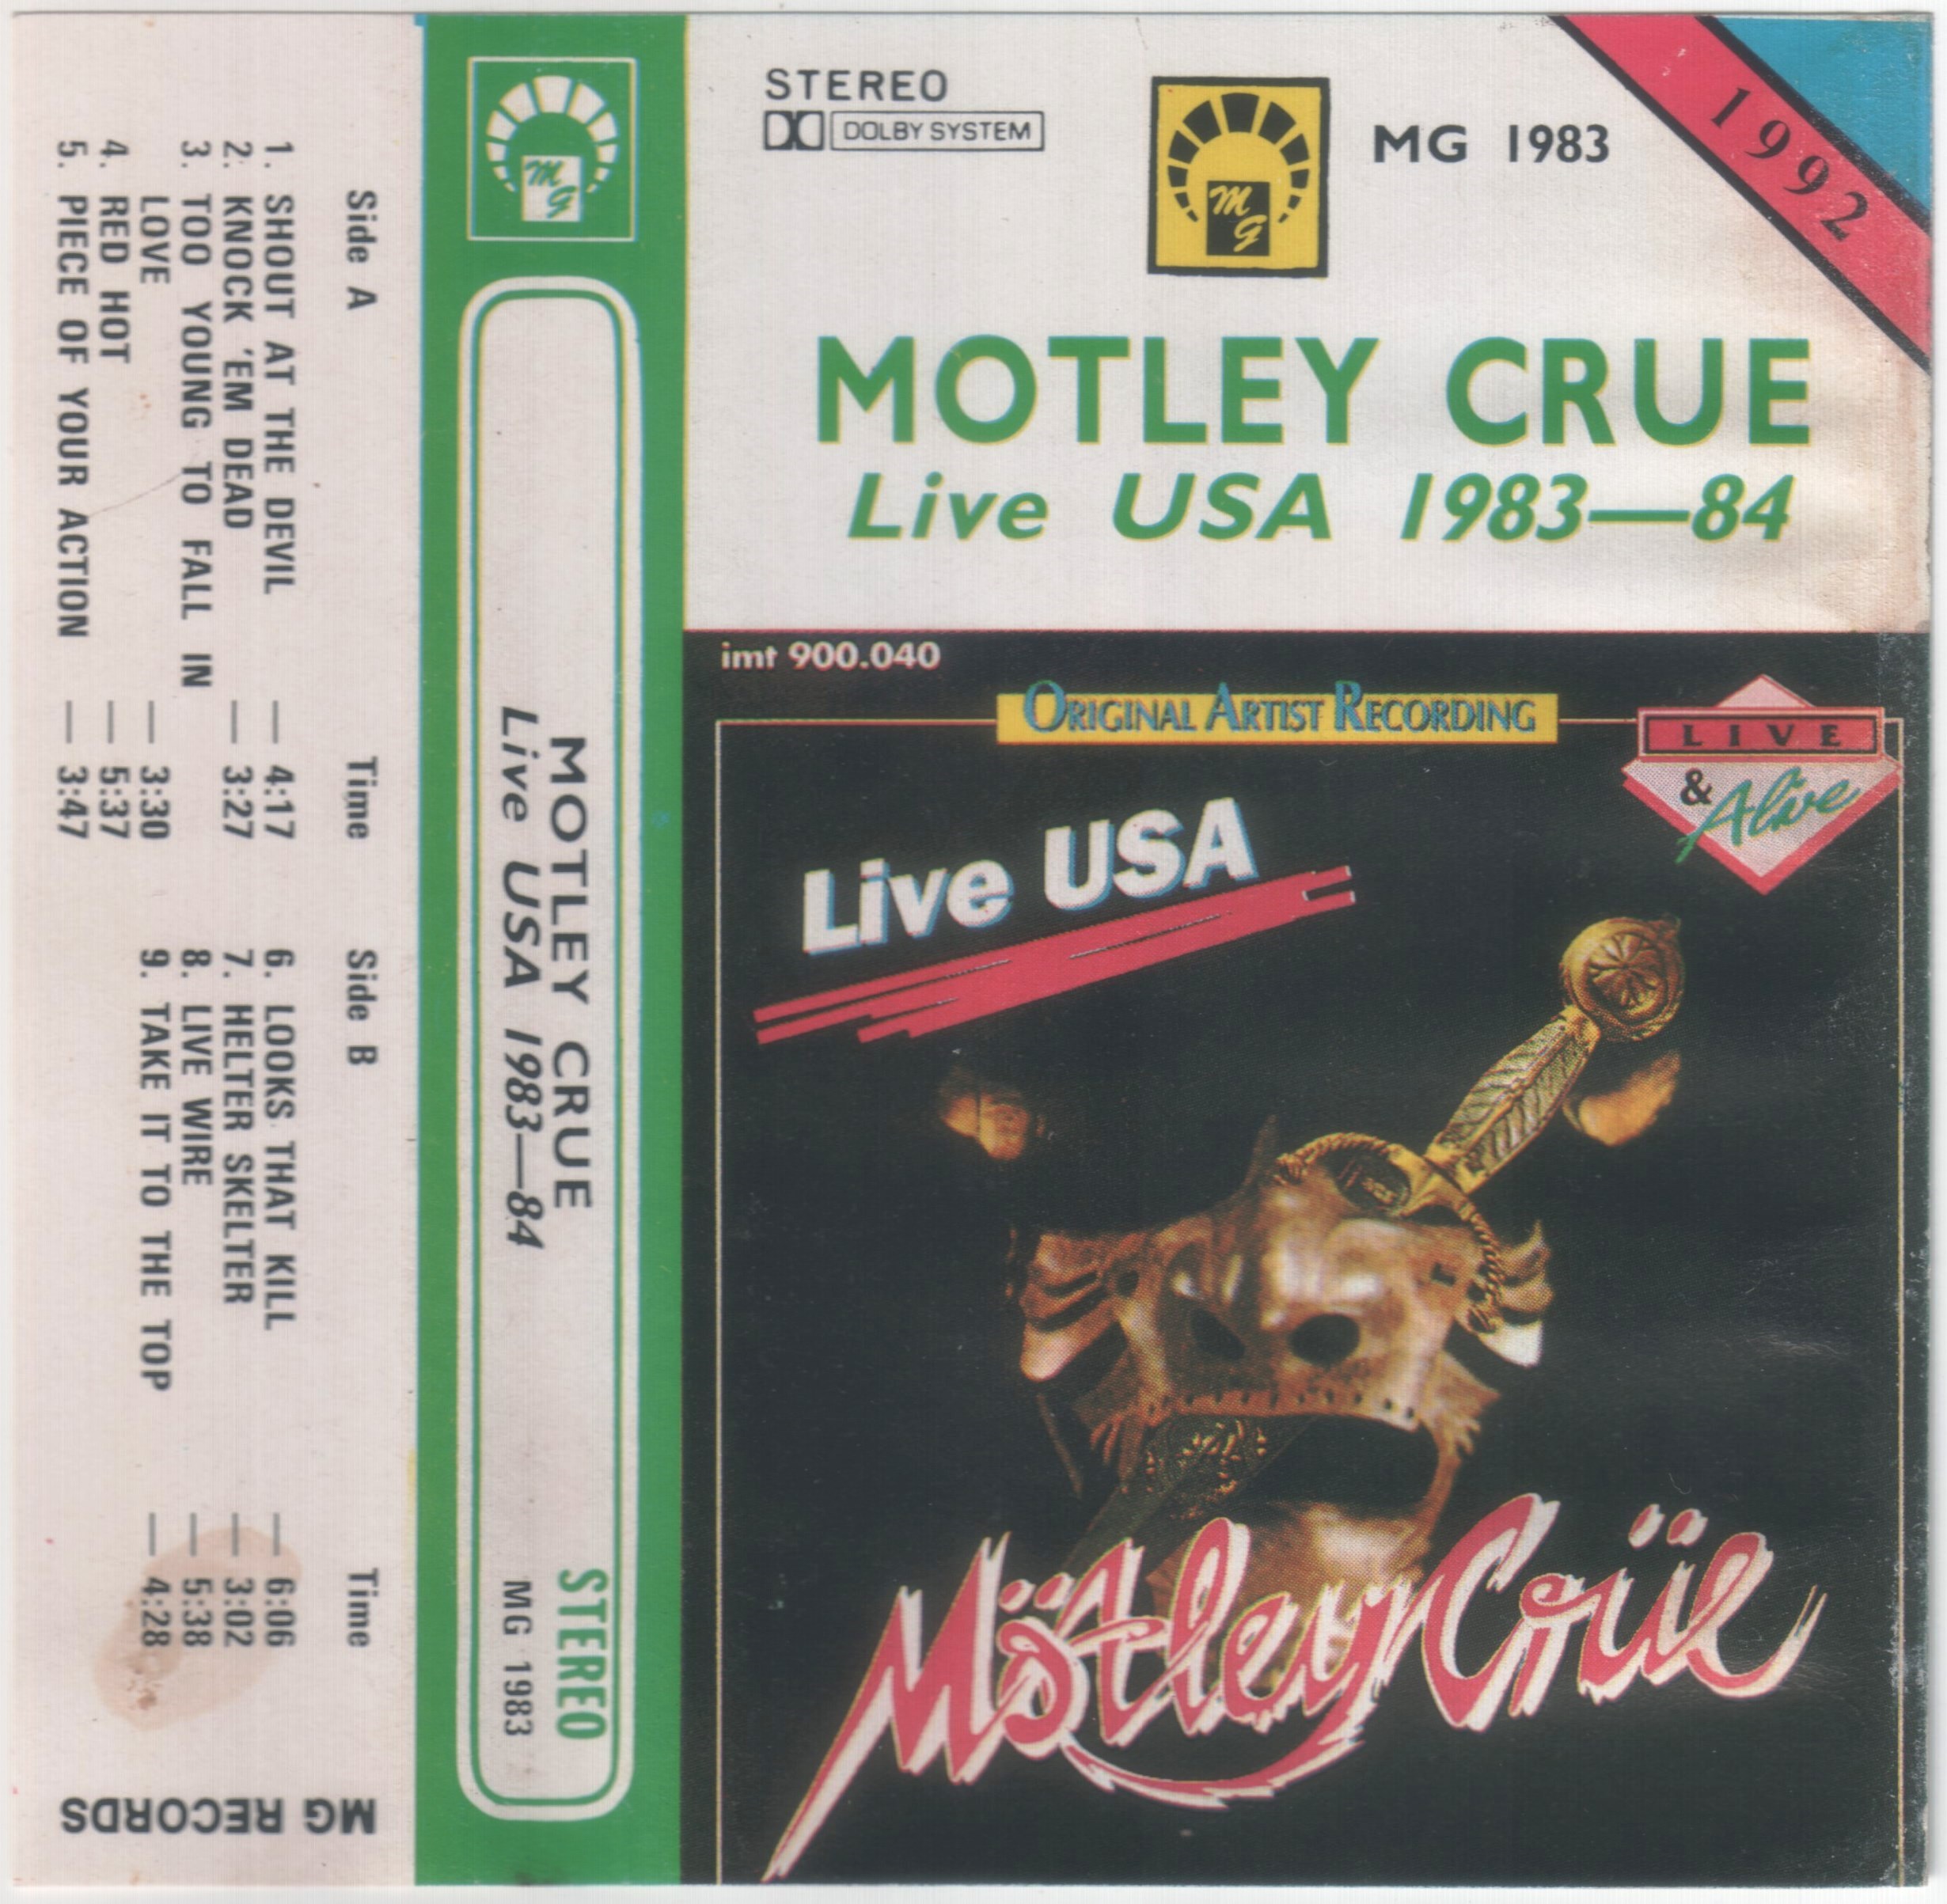 Side A
Time
1. SHOUT AT THE DEVIL — 4:17
2. KNOCK 'EM DEAD — 3:27
3. TOO YOUNG TO FALL IN
LOVE — 3:30
4. RED HOT — 5:37
5. PIECE OF YOUR ACTION — 3:47
Side B
Time
6. LOOKS THAT KILL — 6:06
7. HELTER SKELTER — 3:02
8. LIVE WIRE — 5:38
9. TAKE IT TO THE TOP — 4:28
MG RECORDS
MG
MOTLEY CRUE
Live USA 1983—84
STEREO
MG 1983
STEREO
DOLBY SYSTEM
MG
MG 1983
1992
MOTLEY CRUE
Live USA 1983—84
imt 900.040
ORIGINAL ARTIST RECORDING
LIVE
& Alive
Live USA
Mötley Crüe